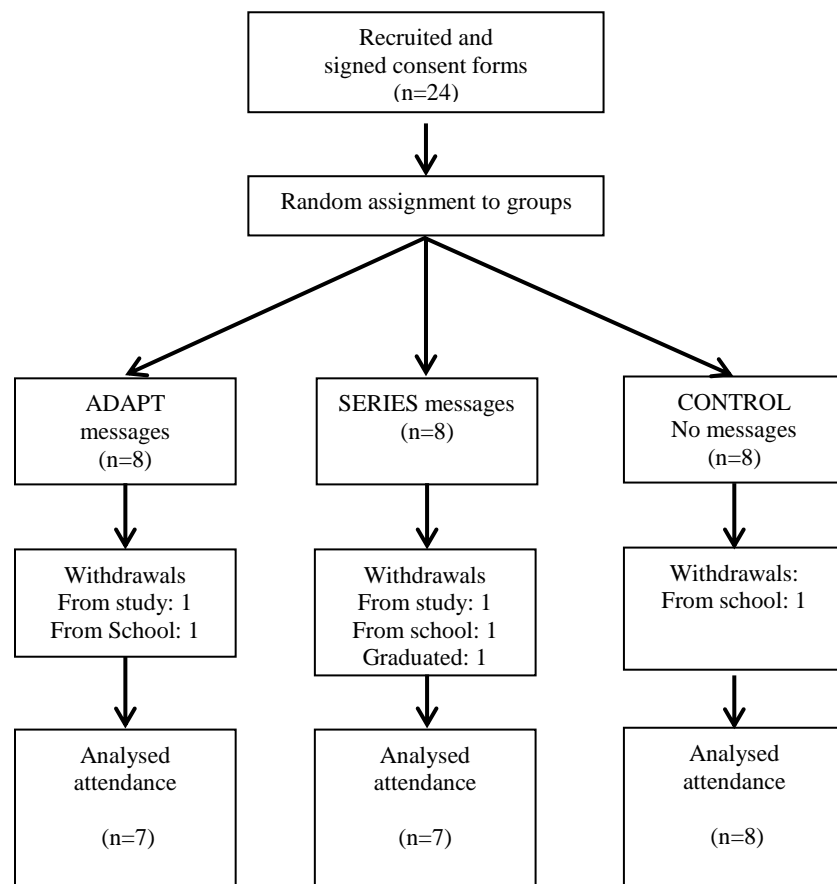 Recruited and
signed consent forms
(n=24)
Random assignment to groups
ADAPT
messages
(n=8)
SERIES messages
(n=8)
CONTROL
No messages
(n=8)
Withdrawals
From study: 1
From School: 1
Withdrawals
From study: 1
From school: 1
Graduated: 1
Withdrawals:
From school: 1
Analysed
attendance
(n=7)
Analysed
attendance
(n=7)
Analysed
attendance
(n=8)